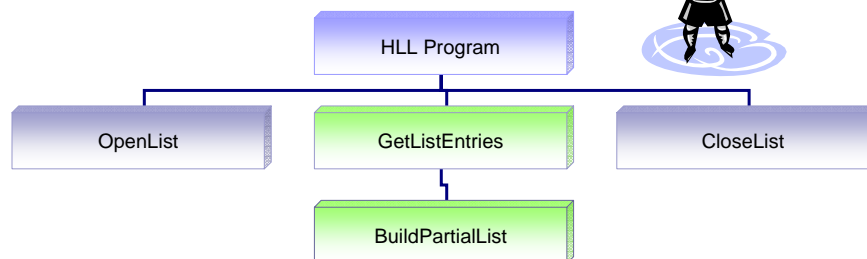 HLL Program
OpenList
GetListEntries
CloseList
BuildPartialList